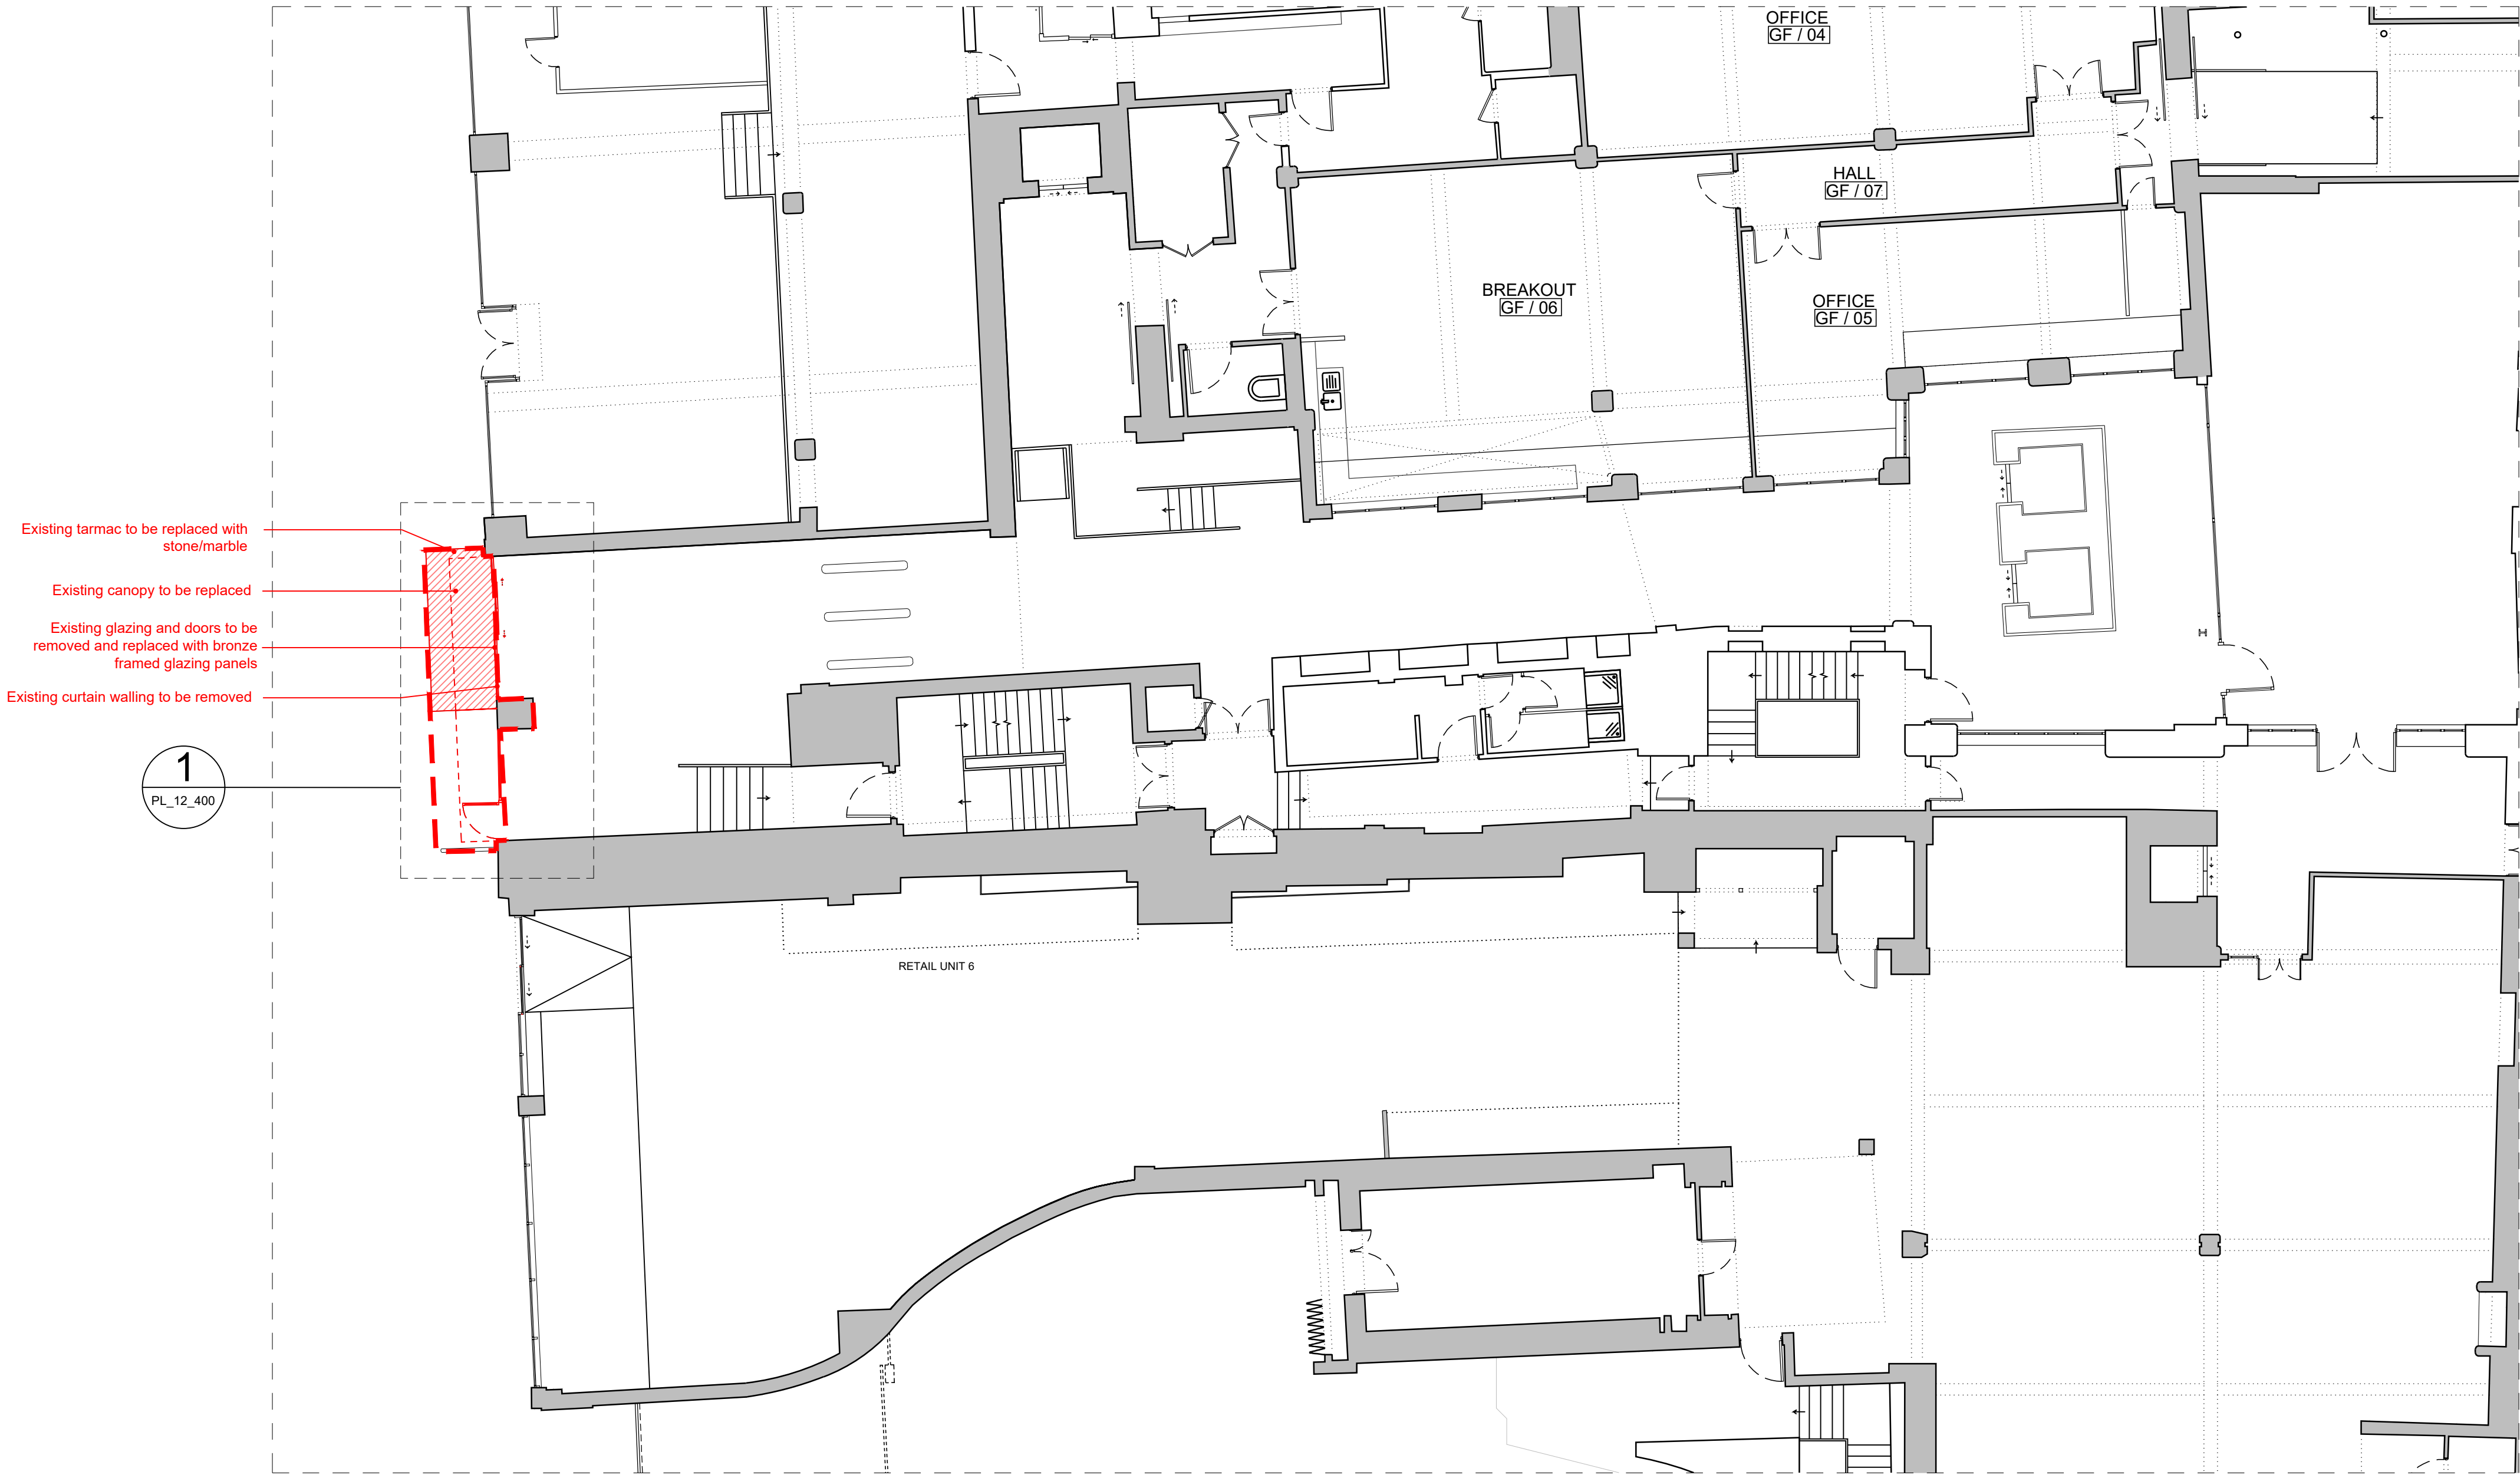 OFFICE
GF / 04
HALL
GF / 07
BREAKOUT
GF / 06
OFFICE
GF / 05
Existing tarmac to be replaced with
stone/marble
Existing canopy to be replaced
Existing glazing and doors to be
removed and replaced with bronze
framed glazing panels
Existing curtain walling to be removed
1
PL_12_400
RETAIL UNIT 6